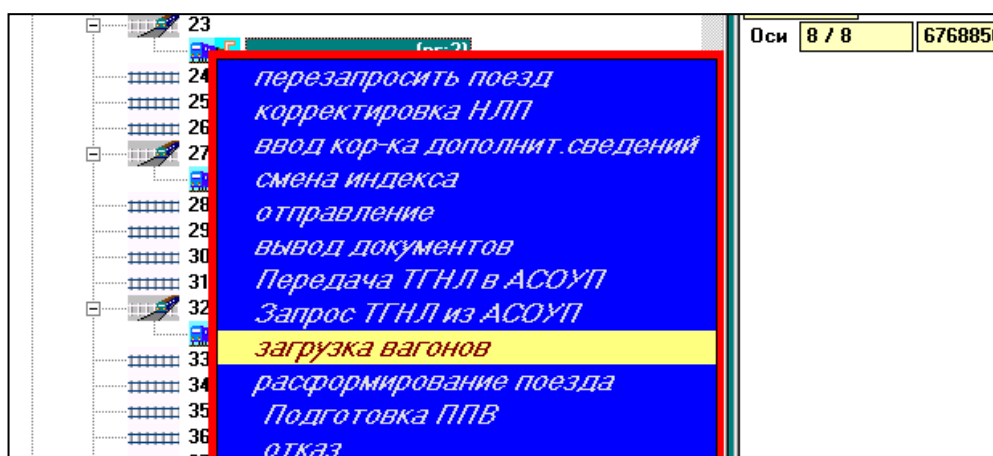 23
(рг:2)
Оси 8 / 8
24
25
26
27
28
29
30
31
32
33
34
35
36
перезапросить поезд
корректировка НЛП
ввод кор-ка дополнит.сведений
смена индекса
отправление
вывод документов
Передача ТГНЛ в АСОУП
Запрос ТГНЛ из АСОУП
загрузка вагонов
расформирование поезда
Подготовка ППВ
отказ